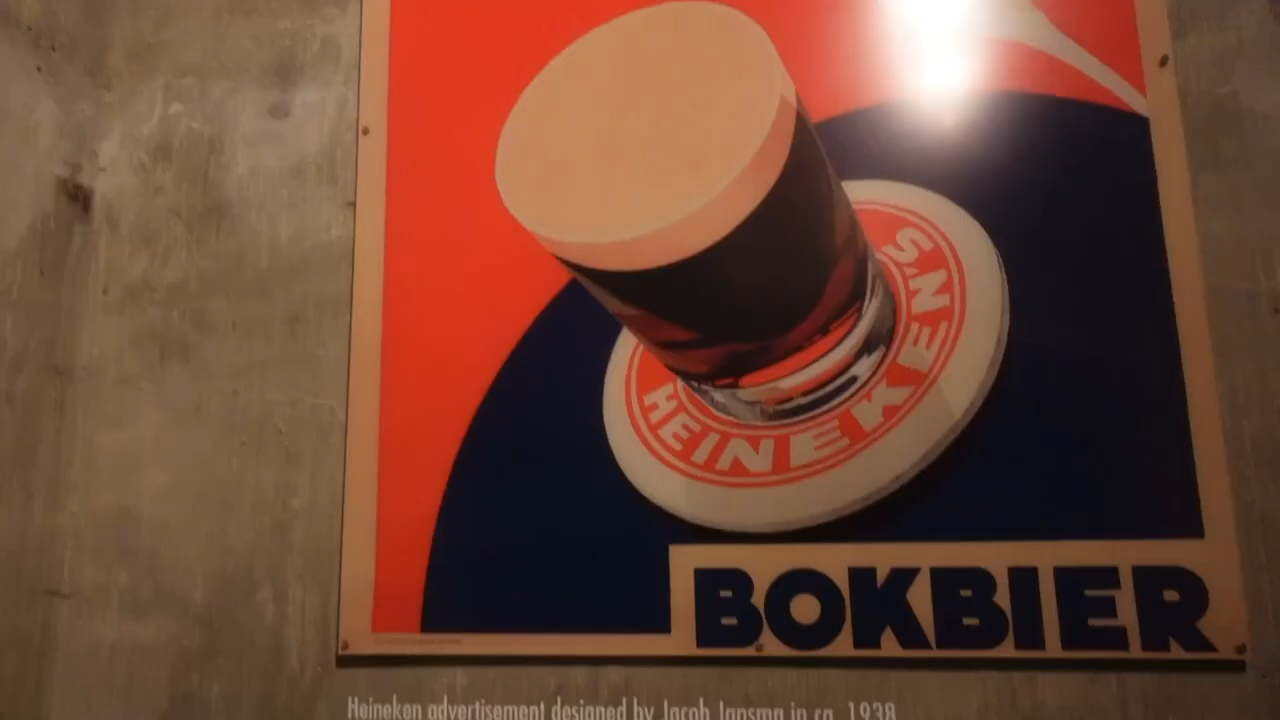 HEINEKEN'S
BOKBIER
Heineken advertisement designed by Jacob Jansma in ca. 1938